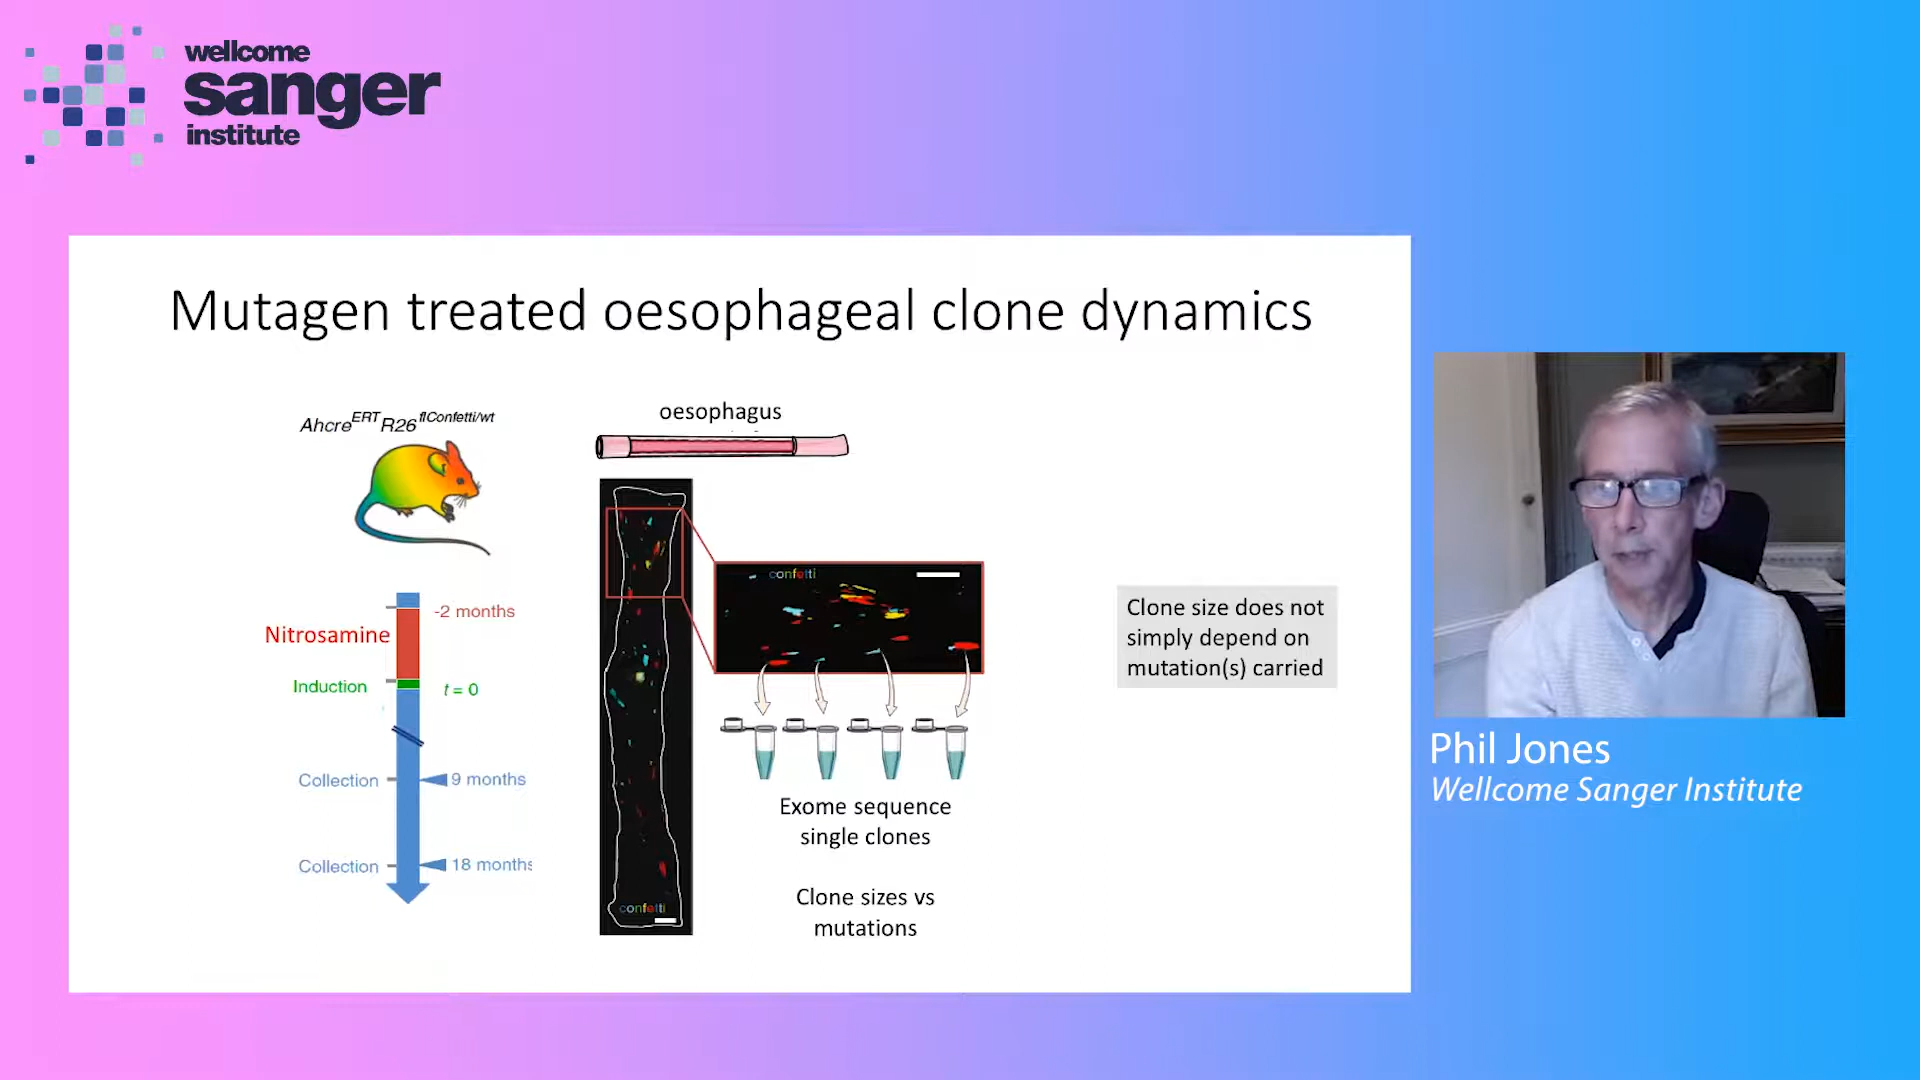 wellcome
sanger
institute
Mutagen treated oesophageal clone dynamics
AhcreERT R26flConfetti/wt
oesophagus
confetti
-2 months
Nitrosamine
Induction
t = 0
Collection
9 months
Collection
18 months
confetti
Exome sequence
single clones
Clone sizes vs
mutations
Clone size does not
simply depend on
mutation(s) carried
Phil Jones
Wellcome Sanger Institute